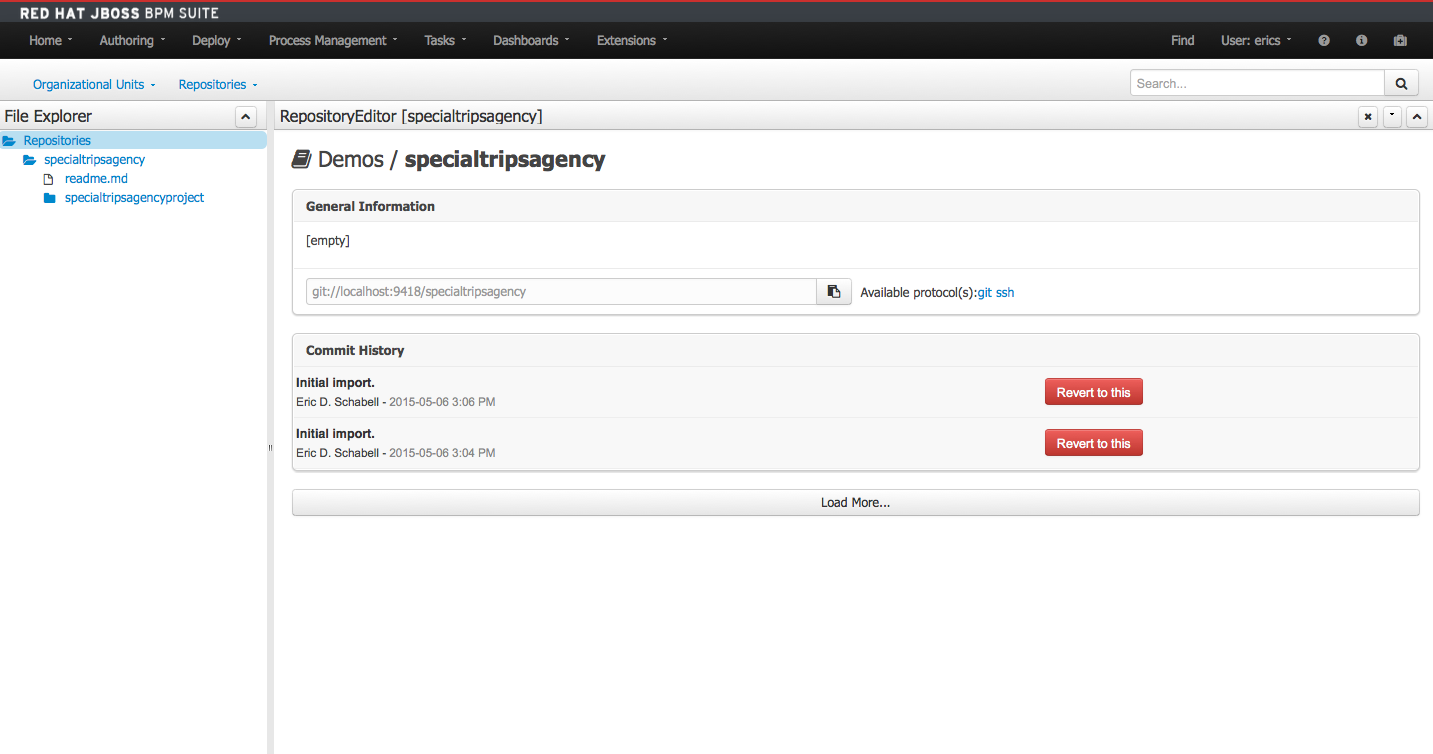 RED HAT JBOSS BPM SUITE
Home Authoring Deploy Process Management Tasks Dashboards Extensions Find User: erics
Organizational Units Repositories Search...
File Explorer
Repositories
specialtripsagency
readme.md
specialtripsagencyproject
RepositoryEditor [specialtripsagency]
Demos / specialtripsagency
General Information
[empty]
git://localhost:9418/specialtripsagency Available protocol(s):git ssh
Commit History
Initial import.
Eric D. Schabell - 2015-05-06 3:06 PM
Revert to this
Initial import.
Eric D. Schabell - 2015-05-06 3:04 PM
Revert to this
Load More...